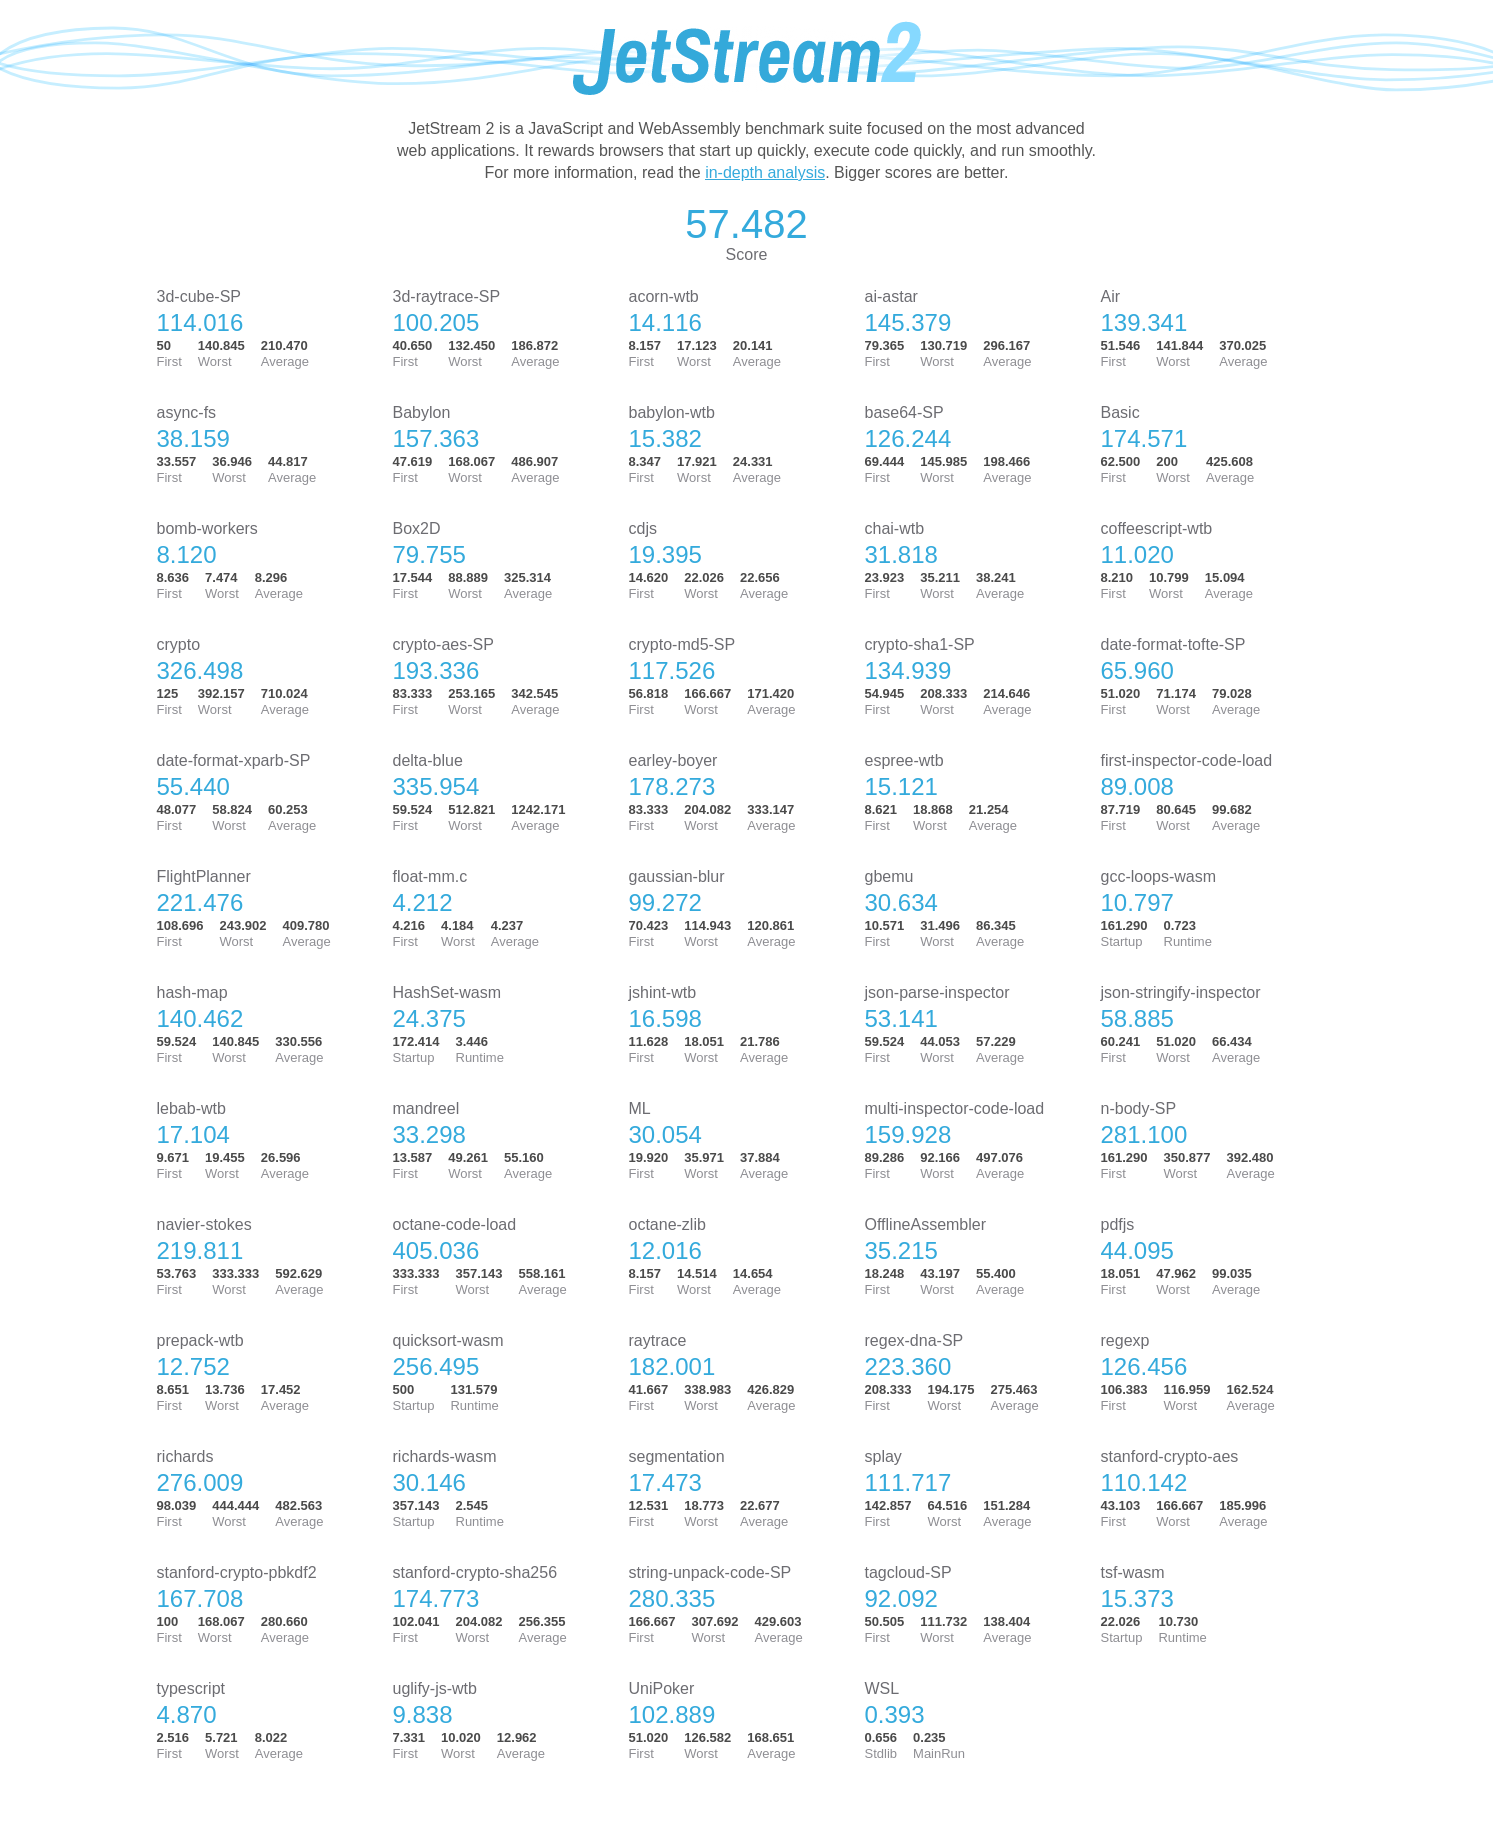 JetStream 2
JetStream 2 is a JavaScript and WebAssembly benchmark suite focused on the most advanced
web applications. It rewards browsers that start up quickly, execute code quickly, and run smoothly.
For more information, read the in-depth analysis. Bigger scores are better.
57.482
Score
3d-cube-SP 3d-raytrace-SP acorn-wtb ai-astar Air
114.016 100.205 14.116 145.379 139.341
50 140.845 210.470 40.650 132.450 186.872 8.157 17.123 20.141 79.365 130.719 296.167 51.546 141.844 370.025
First Worst Average First Worst Average First Worst Average First Worst Average First Worst Average
async-fs Babylon babylon-wtb base64-SP Basic
38.159 157.363 15.382 126.244 174.571
33.557 36.946 44.817 47.619 168.067 486.907 8.347 17.921 24.331 69.444 145.985 198.466 62.500 200 425.608
First Worst Average First Worst Average First Worst Average First Worst Average First Worst Average
bomb-workers Box2D cdjs chai-wtb coffeescript-wtb
8.120 79.755 19.395 31.818 11.020
8.636 7.474 8.296 17.544 88.889 325.314 14.620 22.026 22.656 23.923 35.211 38.241 8.210 10.799 15.094
First Worst Average First Worst Average First Worst Average First Worst Average First Worst Average
crypto crypto-aes-SP crypto-md5-SP crypto-sha1-SP date-format-tofte-SP
326.498 193.336 117.526 134.939 65.960
125 392.157 710.024 83.333 253.165 342.545 56.818 166.667 171.420 54.945 208.333 214.646 51.020 71.174 79.028
First Worst Average First Worst Average First Worst Average First Worst Average First Worst Average
date-format-xparb-SP delta-blue earley-boyer espree-wtb first-inspector-code-load
55.440 335.954 178.273 15.121 89.008
48.077 58.824 60.253 59.524 512.821 1242.171 83.333 204.082 333.147 8.621 18.868 21.254 87.719 80.645 99.682
First Worst Average First Worst Average First Worst Average First Worst Average First Worst Average
FlightPlanner float-mm.c gaussian-blur gbemu gcc-loops-wasm
221.476 4.212 99.272 30.634 10.797
108.696 243.902 409.780 4.216 4.184 4.237 70.423 114.943 120.861 10.571 31.496 86.345 161.290 0.723
First Worst Average First Worst Average First Worst Average First Worst Average Startup Runtime
hash-map HashSet-wasm jshint-wtb json-parse-inspector json-stringify-inspector
140.462 24.375 16.598 53.141 58.885
59.524 140.845 330.556 172.414 3.446 11.628 18.051 21.786 59.524 44.053 57.229 60.241 51.020 66.434
First Worst Average Startup Runtime First Worst Average First Worst Average First Worst Average
lebab-wtb mandreel ML multi-inspector-code-load n-body-SP
17.104 33.298 30.054 159.928 281.100
9.671 19.455 26.596 13.587 49.261 55.160 19.920 35.971 37.884 89.286 92.166 497.076 161.290 350.877 392.480
First Worst Average First Worst Average First Worst Average First Worst Average First Worst Average
navier-stokes octane-code-load octane-zlib OfflineAssembler pdfjs
219.811 405.036 12.016 35.215 44.095
53.763 333.333 592.629 333.333 357.143 558.161 8.157 14.514 14.654 18.248 43.197 55.400 18.051 47.962 99.035
First Worst Average First Worst Average First Worst Average First Worst Average First Worst Average
prepack-wtb quicksort-wasm raytrace regex-dna-SP regexp
12.752 256.495 182.001 223.360 126.456
8.651 13.736 17.452 500 131.579 41.667 338.983 426.829 208.333 194.175 275.463 106.383 116.959 162.524
First Worst Average Startup Runtime First Worst Average First Worst Average First Worst Average
richards richards-wasm segmentation splay stanford-crypto-aes
276.009 30.146 17.473 111.717 110.142
98.039 444.444 482.563 357.143 2.545 12.531 18.773 22.677 142.857 64.516 151.284 43.103 166.667 185.996
First Worst Average Startup Runtime First Worst Average First Worst Average First Worst Average
stanford-crypto-pbkdf2 stanford-crypto-sha256 string-unpack-code-SP tagcloud-SP tsf-wasm
167.708 174.773 280.335 92.092 15.373
100 168.067 280.660 102.041 204.082 256.355 166.667 307.692 429.603 50.505 111.732 138.404 22.026 10.730
First Worst Average First Worst Average First Worst Average First Worst Average Startup Runtime
typescript uglify-js-wtb UniPoker WSL
4.870 9.838 102.889 0.393
2.516 5.721 8.022 7.331 10.020 12.962 51.020 126.582 168.651 0.656 0.235
First Worst Average First Worst Average First Worst Average Stdlib MainRun